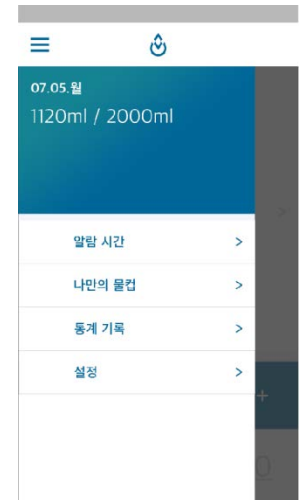 07.05.월
1120ml / 2000ml
알람 시간 >
나만의 물컵 >
통계 기록 >
설정 >
>
+
0